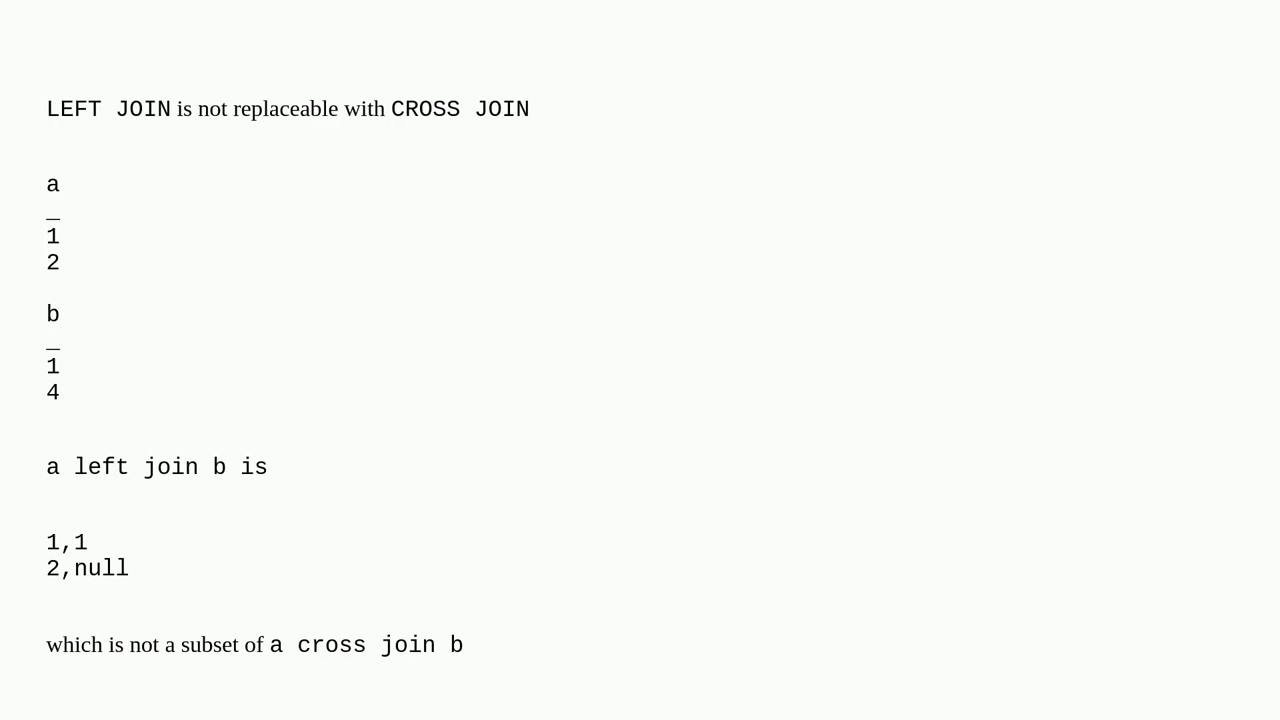 LEFT JOIN is not replaceable with CROSS JOIN
a
_
1
2
b
_
1
4
a left join b is
1,1
2,null
which is not a subset of a cross join b